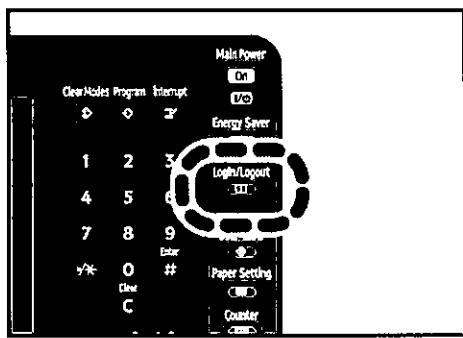 Main Power
On
Clear Modes Program Interrupt
Energy Saver
1 2 3
Login/Logout
4 5
7 8 9
Enter
*/✳ 0 #
Paper Setting
Clear
C
Counter